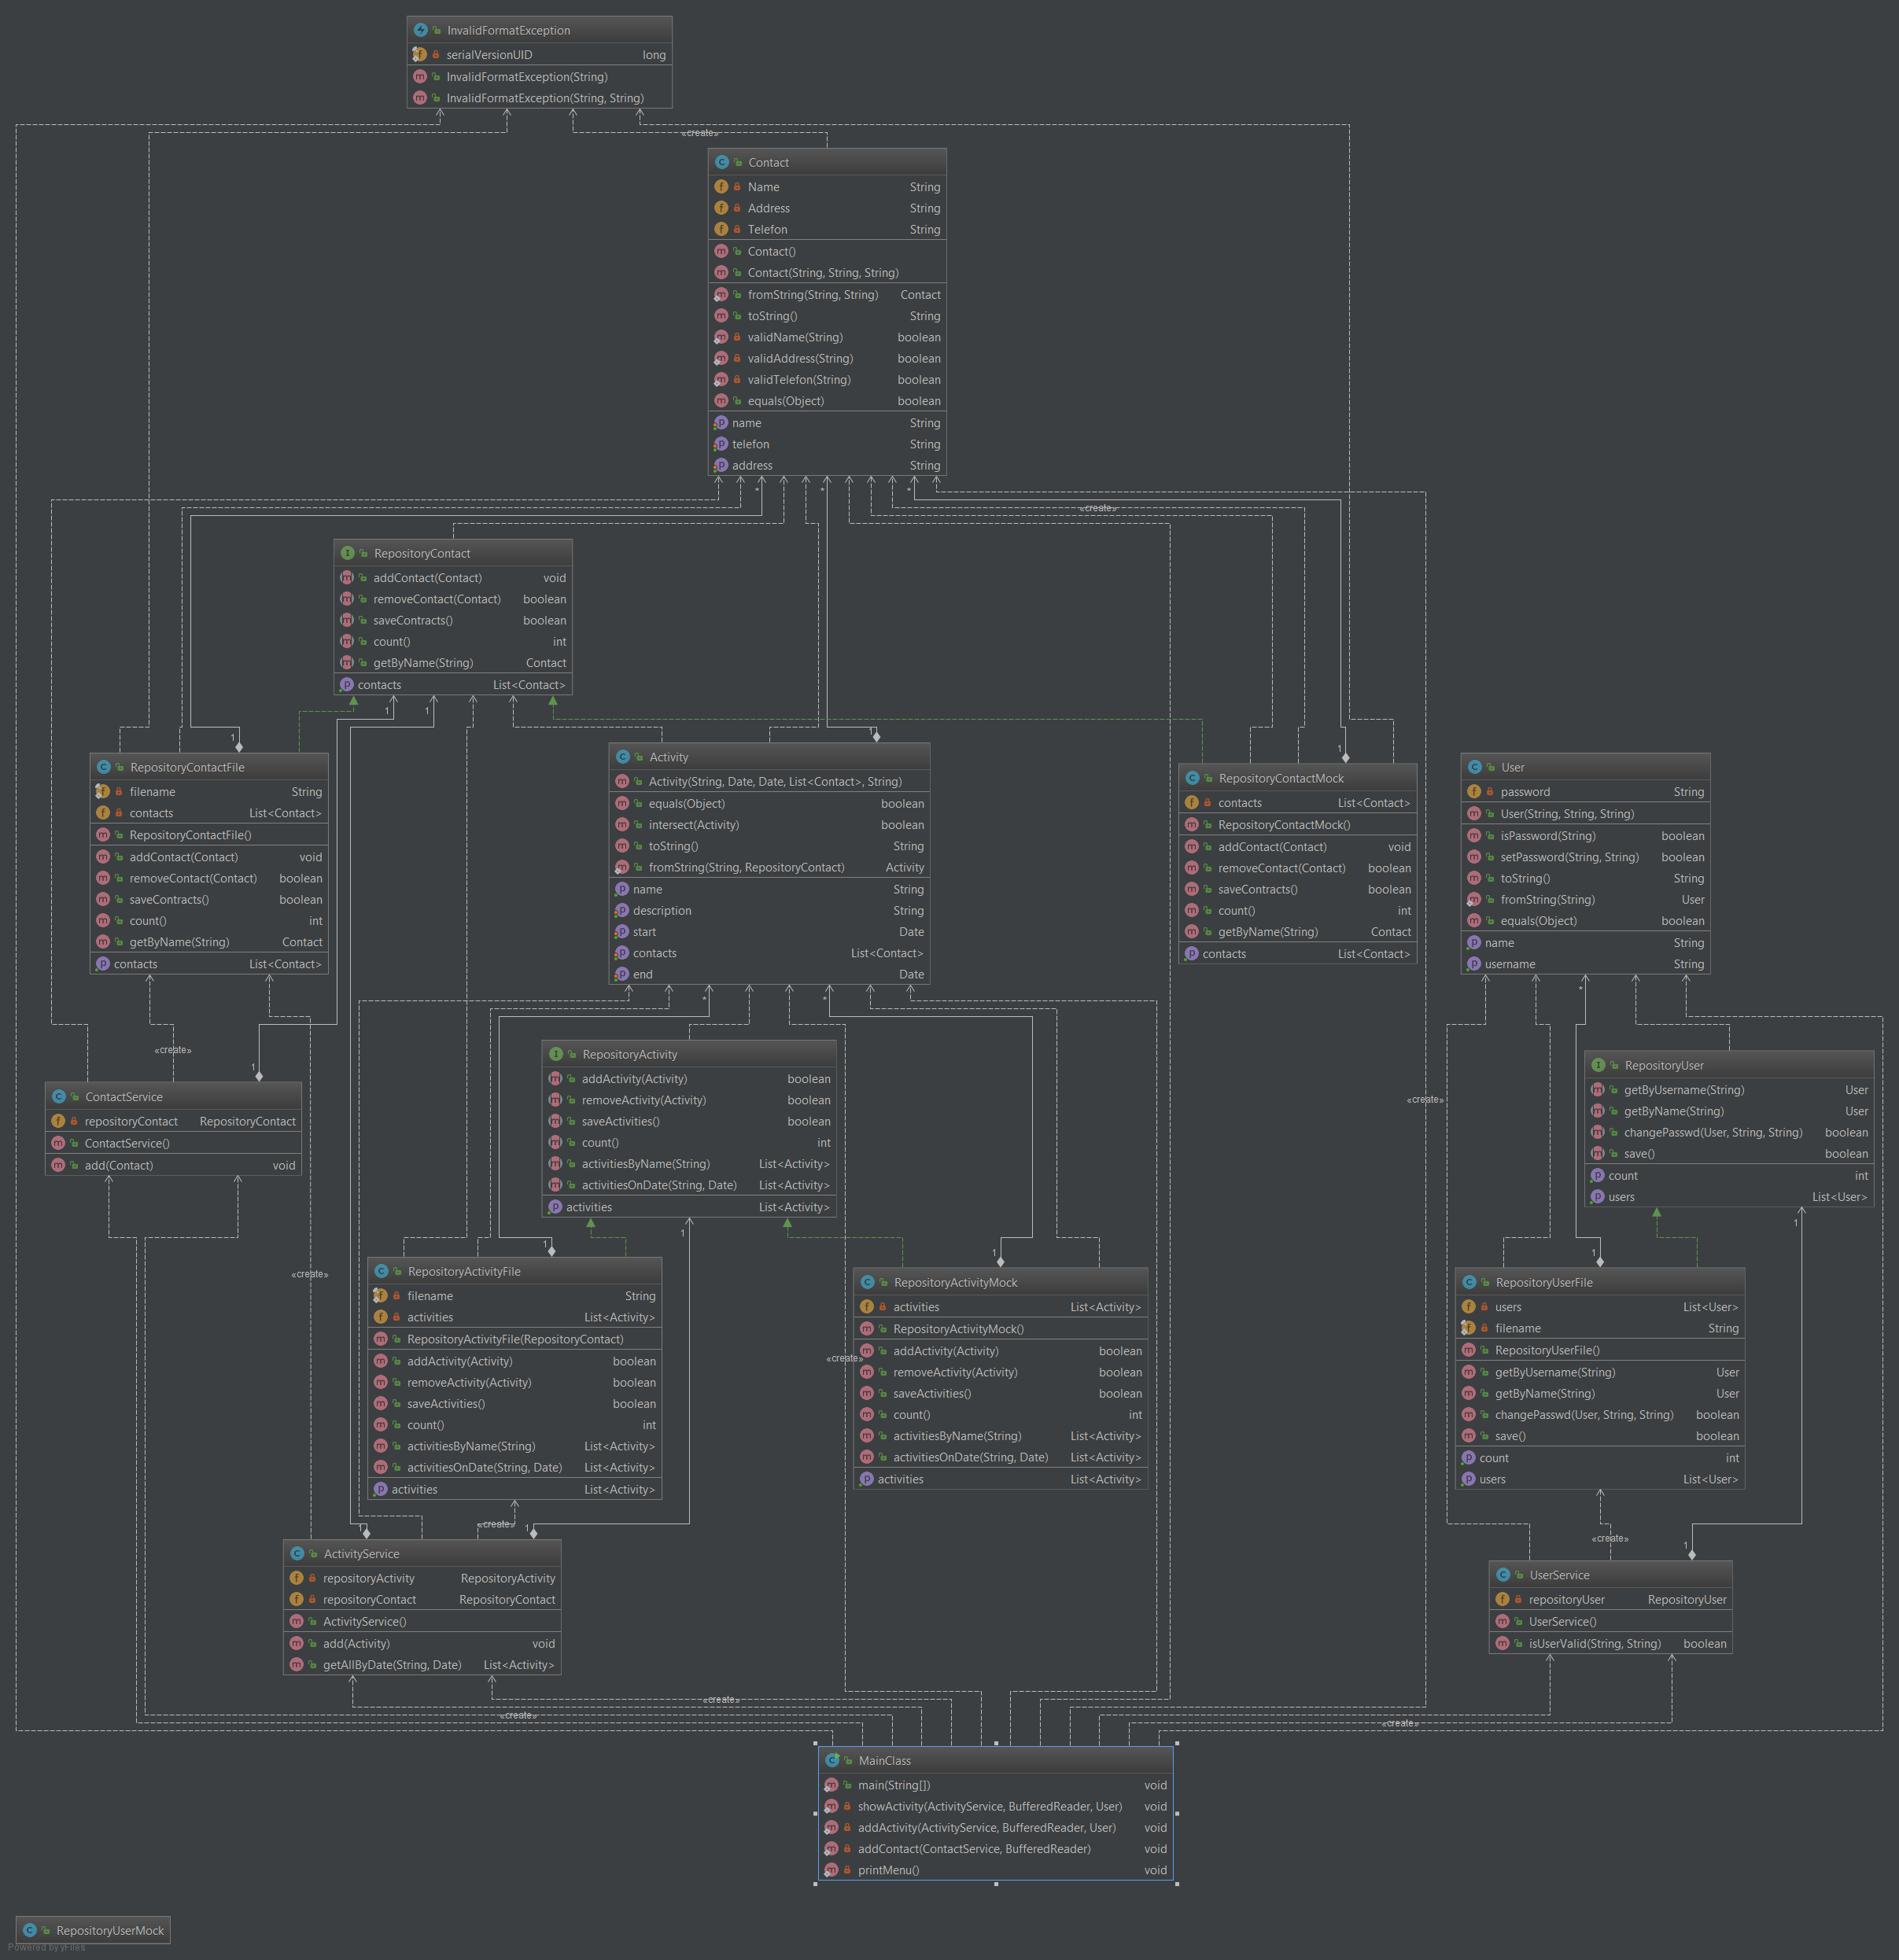 InvalidFormatException
serialVersionUID long
InvalidFormatException(String)
InvalidFormatException(String, String)
«create»
Contact
Name String
Address String
Telefon String
Contact()
Contact(String, String, String)
fromString(String, String) Contact
toString() String
validName(String) boolean
validAddress(String) boolean
validTelefon(String) boolean
equals(Object) boolean
name String
telefon String
address String
* * *
«create»
RepositoryContact
addContact(Contact) void
removeContact(Contact) boolean
saveContracts() boolean
count() int
getByName(String) Contact
contacts List<Contact>
1 1
1 1 1
RepositoryContactFile
filename String
contacts List<Contact>
RepositoryContactFile()
addContact(Contact) void
removeContact(Contact) boolean
saveContracts() boolean
count() int
getByName(String) Contact
contacts List<Contact>
Activity
Activity(String, Date, Date, List<Contact>, String)
equals(Object) boolean
intersect(Activity) boolean
toString() String
fromString(String, RepositoryContact) Activity
name String
description String
start Date
contacts List<Contact>
end Date
RepositoryContactMock
contacts List<Contact>
RepositoryContactMock()
addContact(Contact) void
removeContact(Contact) boolean
saveContracts() boolean
count() int
getByName(String) Contact
contacts List<Contact>
User
password String
User(String, String, String)
isPassword(String) boolean
setPassword(String, String) boolean
toString() String
fromString(String) User
equals(Object) boolean
name String
username String
* * *
«create»
1
«create»
ContactService
repositoryContact RepositoryContact
ContactService()
add(Contact) void
RepositoryActivity
addActivity(Activity) boolean
removeActivity(Activity) boolean
saveActivities() boolean
count() int
activitiesByName(String) List<Activity>
activitiesOnDate(String, Date) List<Activity>
activities List<Activity>
RepositoryUser
getByUsername(String) User
getByName(String) User
changePasswd(User, String, String) boolean
save() boolean
count int
users List<User>
1 1
1 1 1
«create»
RepositoryActivityFile
filename String
activities List<Activity>
RepositoryActivityFile(RepositoryContact)
addActivity(Activity) boolean
removeActivity(Activity) boolean
saveActivities() boolean
count() int
activitiesByName(String) List<Activity>
activitiesOnDate(String, Date) List<Activity>
activities List<Activity>
«create»
RepositoryActivityMock
activities List<Activity>
RepositoryActivityMock()
addActivity(Activity) boolean
removeActivity(Activity) boolean
saveActivities() boolean
count() int
activitiesByName(String) List<Activity>
activitiesOnDate(String, Date) List<Activity>
activities List<Activity>
RepositoryUserFile
users List<User>
filename String
RepositoryUserFile()
getByUsername(String) User
getByName(String) User
changePasswd(User, String, String) boolean
save() boolean
count int
users List<User>
1 «create» 1
«create» 1
ActivityService
repositoryActivity RepositoryActivity
repositoryContact RepositoryContact
ActivityService()
add(Activity) void
getAllByDate(String, Date) List<Activity>
UserService
repositoryUser RepositoryUser
UserService()
isUserValid(String, String) boolean
«create»
«create»
«create»
MainClass
main(String[]) void
showActivity(ActivityService, BufferedReader, User) void
addActivity(ActivityService, BufferedReader, User) void
addContact(ContactService, BufferedReader) void
printMenu() void
RepositoryUserMock
Powered by yFiles